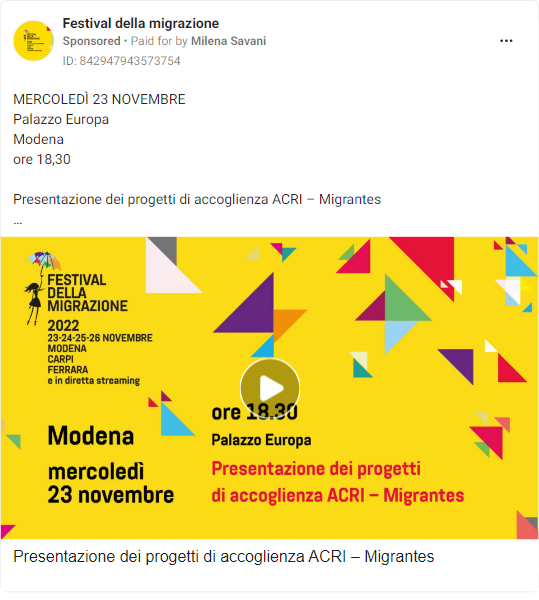 Festival della migrazione
Sponsored • Paid for by Milena Savani
ID: 842947943573754
MERCOLEDÌ 23 NOVEMBRE
Palazzo Europa
Modena
ore 18,30
Presentazione dei progetti di accoglienza ACRI – Migrantes
...
FESTIVAL
DELLA
MIGRAZIONE
2022
23-24-25-26 NOVEMBRE
MODENA
CARPI
FERRARA
e in diretta streaming
Modena
mercoledì
23 novembre
ore 18.30
Palazzo Europa
Presentazione dei progetti
di accoglienza ACRI – Migrantes
Presentazione dei progetti di accoglienza ACRI – Migrantes